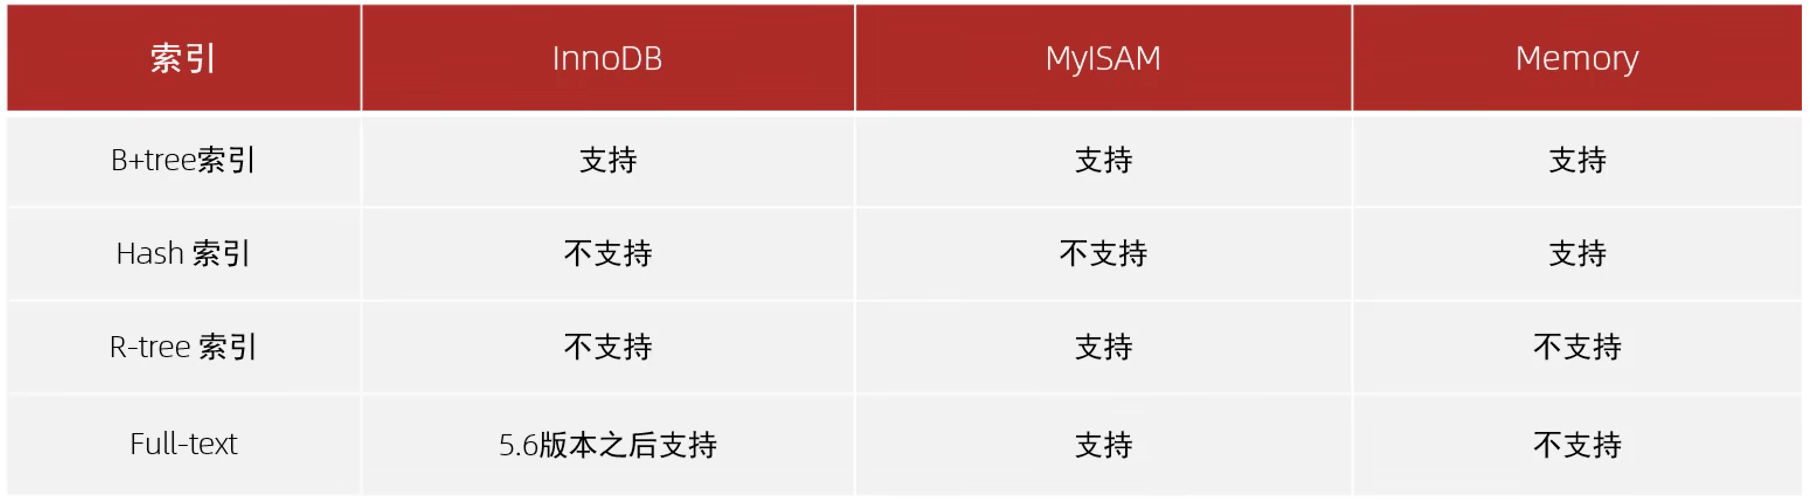 索引 InnoDB MyISAM Memory
B+tree索引 支持 支持 支持
Hash 索引 不支持 不支持 支持
R-tree 索引 不支持 支持 不支持
Full-text 5.6版本之后支持 支持 不支持